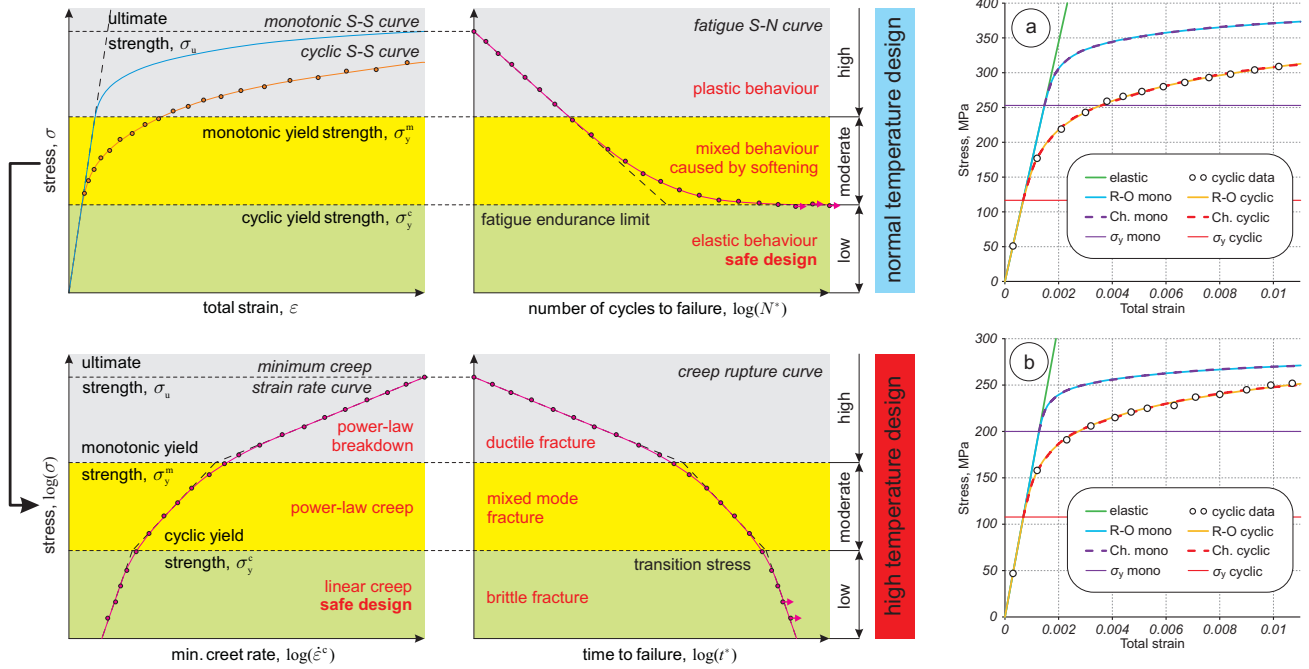 ultimate
strength, σu
monotonic S-S curve
cyclic S-S curve
monotonic yield strength, σy^m
cyclic yield strength, σy^c
stress, σ
total strain, ε
fatigue S-N curve
plastic behaviour
mixed behaviour
caused by softening
fatigue endurance limit
elastic behaviour
safe design
high
moderate
low
number of cycles to failure, log(N*)
normal temperature design
ultimate
strength, σu
minimum creep
strain rate curve
power-law
breakdown
monotonic yield
strength, σy^m
power-law creep
cyclic yield
strength, σy^c
linear creep
safe design
stress, log(σ)
min. creet rate, log(ε̇^c)
creep rupture curve
ductile fracture
mixed mode
fracture
transition stress
brittle fracture
high
moderate
low
time to failure, log(t*)
high temperature design
a
400
350
300
250
200
150
100
50
0
Stress, MPa
elastic
R-O mono
Ch. mono
σy mono
cyclic data
R-O cyclic
Ch. cyclic
σy cyclic
0 0.002 0.004 0.006 0.008 0.01
Total strain
b
300
250
200
150
100
50
0
Stress, MPa
elastic
R-O mono
Ch. mono
σy mono
cyclic data
R-O cyclic
Ch. cyclic
σy cyclic
0 0.002 0.004 0.006 0.008 0.01
Total strain